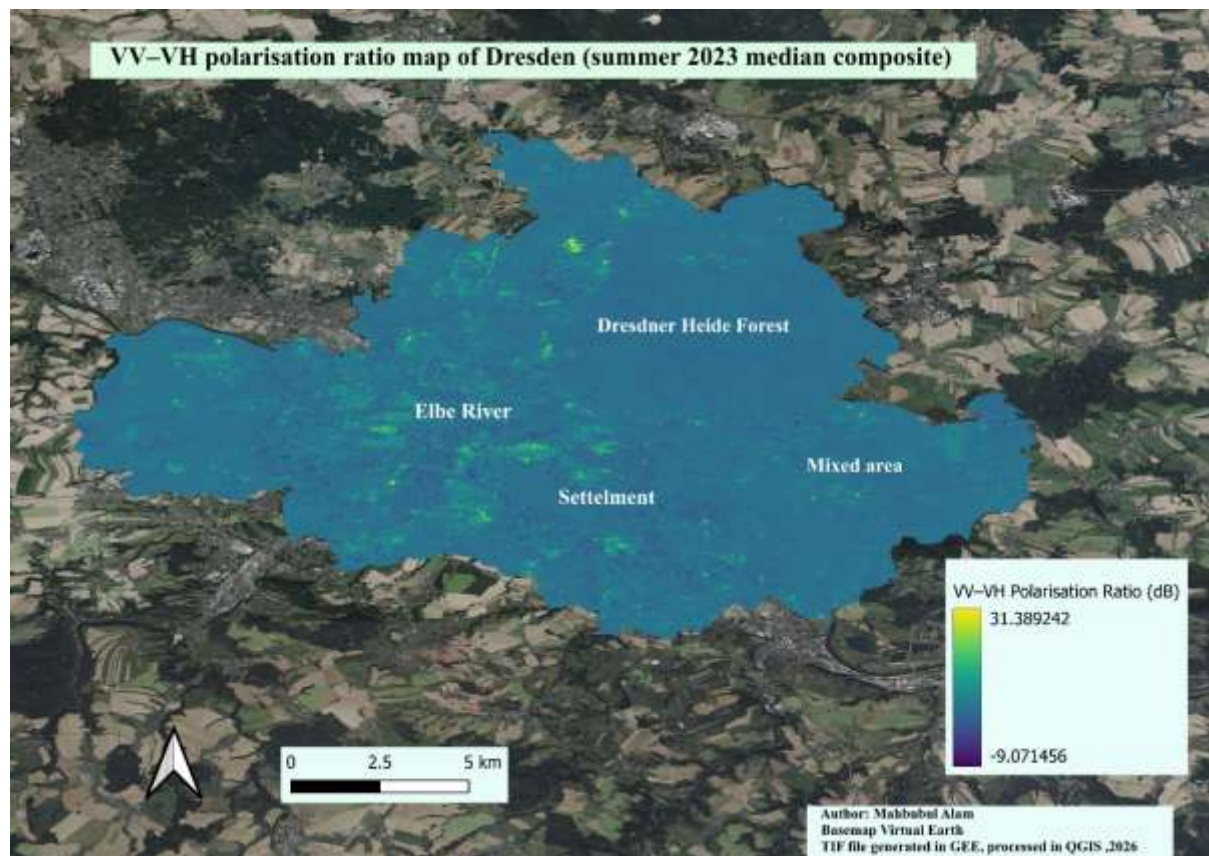 VV–VH polarisation ratio map of Dresden (summer 2023 median composite)
Dresdner Heide Forest
Elbe River
Mixed area
Settelment
VV–VH Polarisation Ratio (dB)
31.389242
-9.071456
0 2.5 5 km
Author: Mahbubul Alam
Basemap Virtual Earth
TIF file generated in GEE, processed in QGIS ,2026